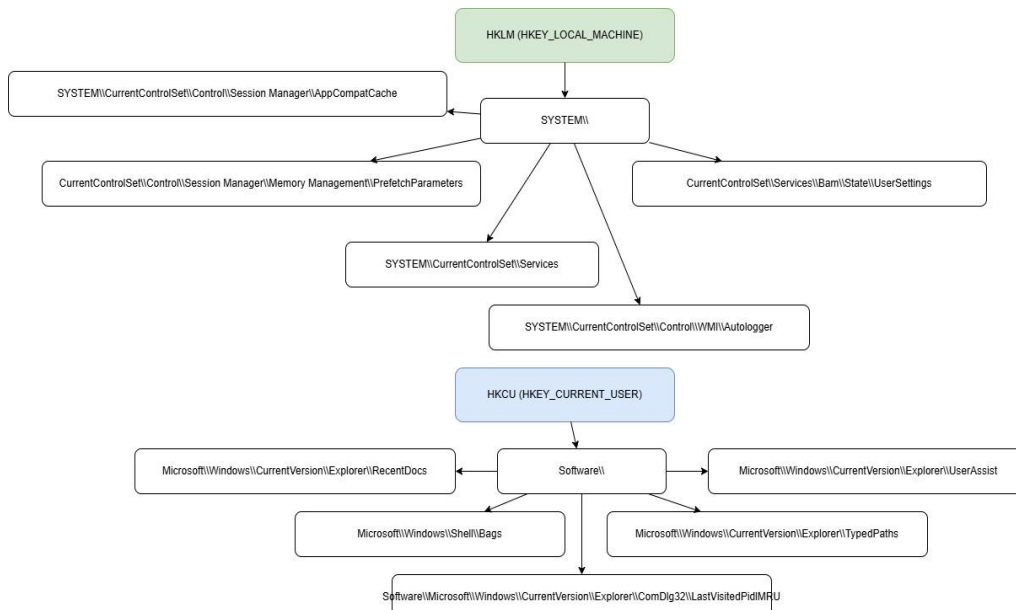 HKLM (HKEY_LOCAL_MACHINE)
SYSTEM\\CurrentControlSet\\Control\\Session Manager\\AppCompatCache
SYSTEM\\
CurrentControlSet\\Control\\Session Manager\\Memory Management\\PrefetchParameters
CurrentControlSet\\Services\\Bam\\State\\UserSettings
SYSTEM\\CurrentControlSet\\Services
SYSTEM\\CurrentControlSet\\Control\\WMI\\Autologger
HKCU (HKEY_CURRENT_USER)
Microsoft\\Windows\\CurrentVersion\\Explorer\\RecentDocs
Software\\
Microsoft\\Windows\\CurrentVersion\\Explorer\\UserAssist
Microsoft\\Windows\\Shell\\Bags
Microsoft\\Windows\\CurrentVersion\\Explorer\\TypedPaths
Software\\Microsoft\\Windows\\CurrentVersion\\Explorer\\ComDlg32\\LastVisitedPidlMRU